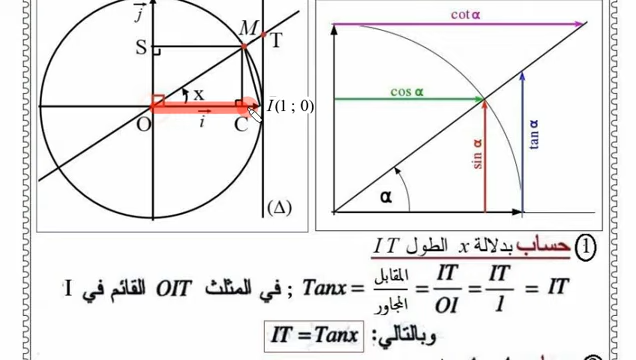 cot α
j
M
T
S
cos α
x
I(1 ; 0)
O
i
C
sin α
tan α
α
(Δ)
① حساب بدلالة x الطول IT
في المثلث OIT القائم في I ; Tanx = المقابل / المجاور = IT / OI = IT / 1 = IT
وبالتالي: IT = Tanx